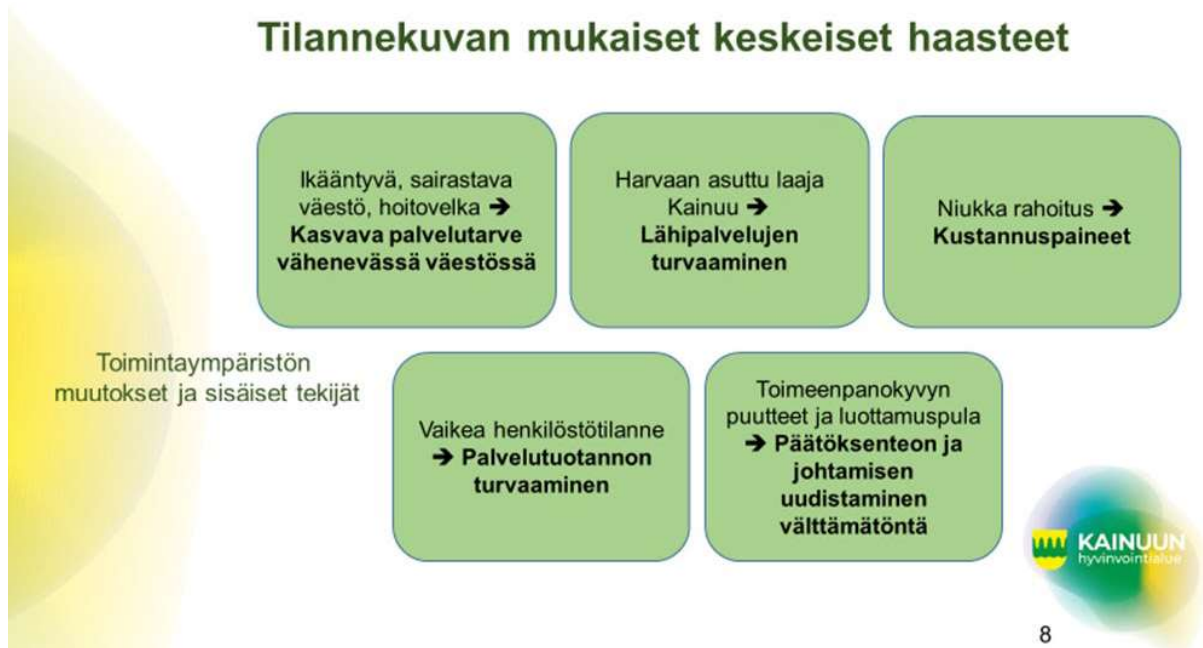 Tilannekuvan mukaiset keskeiset haasteet
Ikääntyvä, sairastava
väestö, hoitovelka ➔
Kasvava palvelutarve
vähenevässä väestössä
Harvaan asuttu laaja
Kainuu ➔
Lähipalvelujen
turvaaminen
Niukka rahoitus ➔
Kustannuspaineet
Toimintaympäristön
muutokset ja sisäiset tekijät
Vaikea henkilöstötilanne
➔ Palvelutuotannon
turvaaminen
Toimeenpanokyvyn
puutteet ja luottamuspula
➔ Päätöksenteon ja
johtamisen
uudistaminen
välttämätöntä
KAINUUN
hyvinvointialue
8